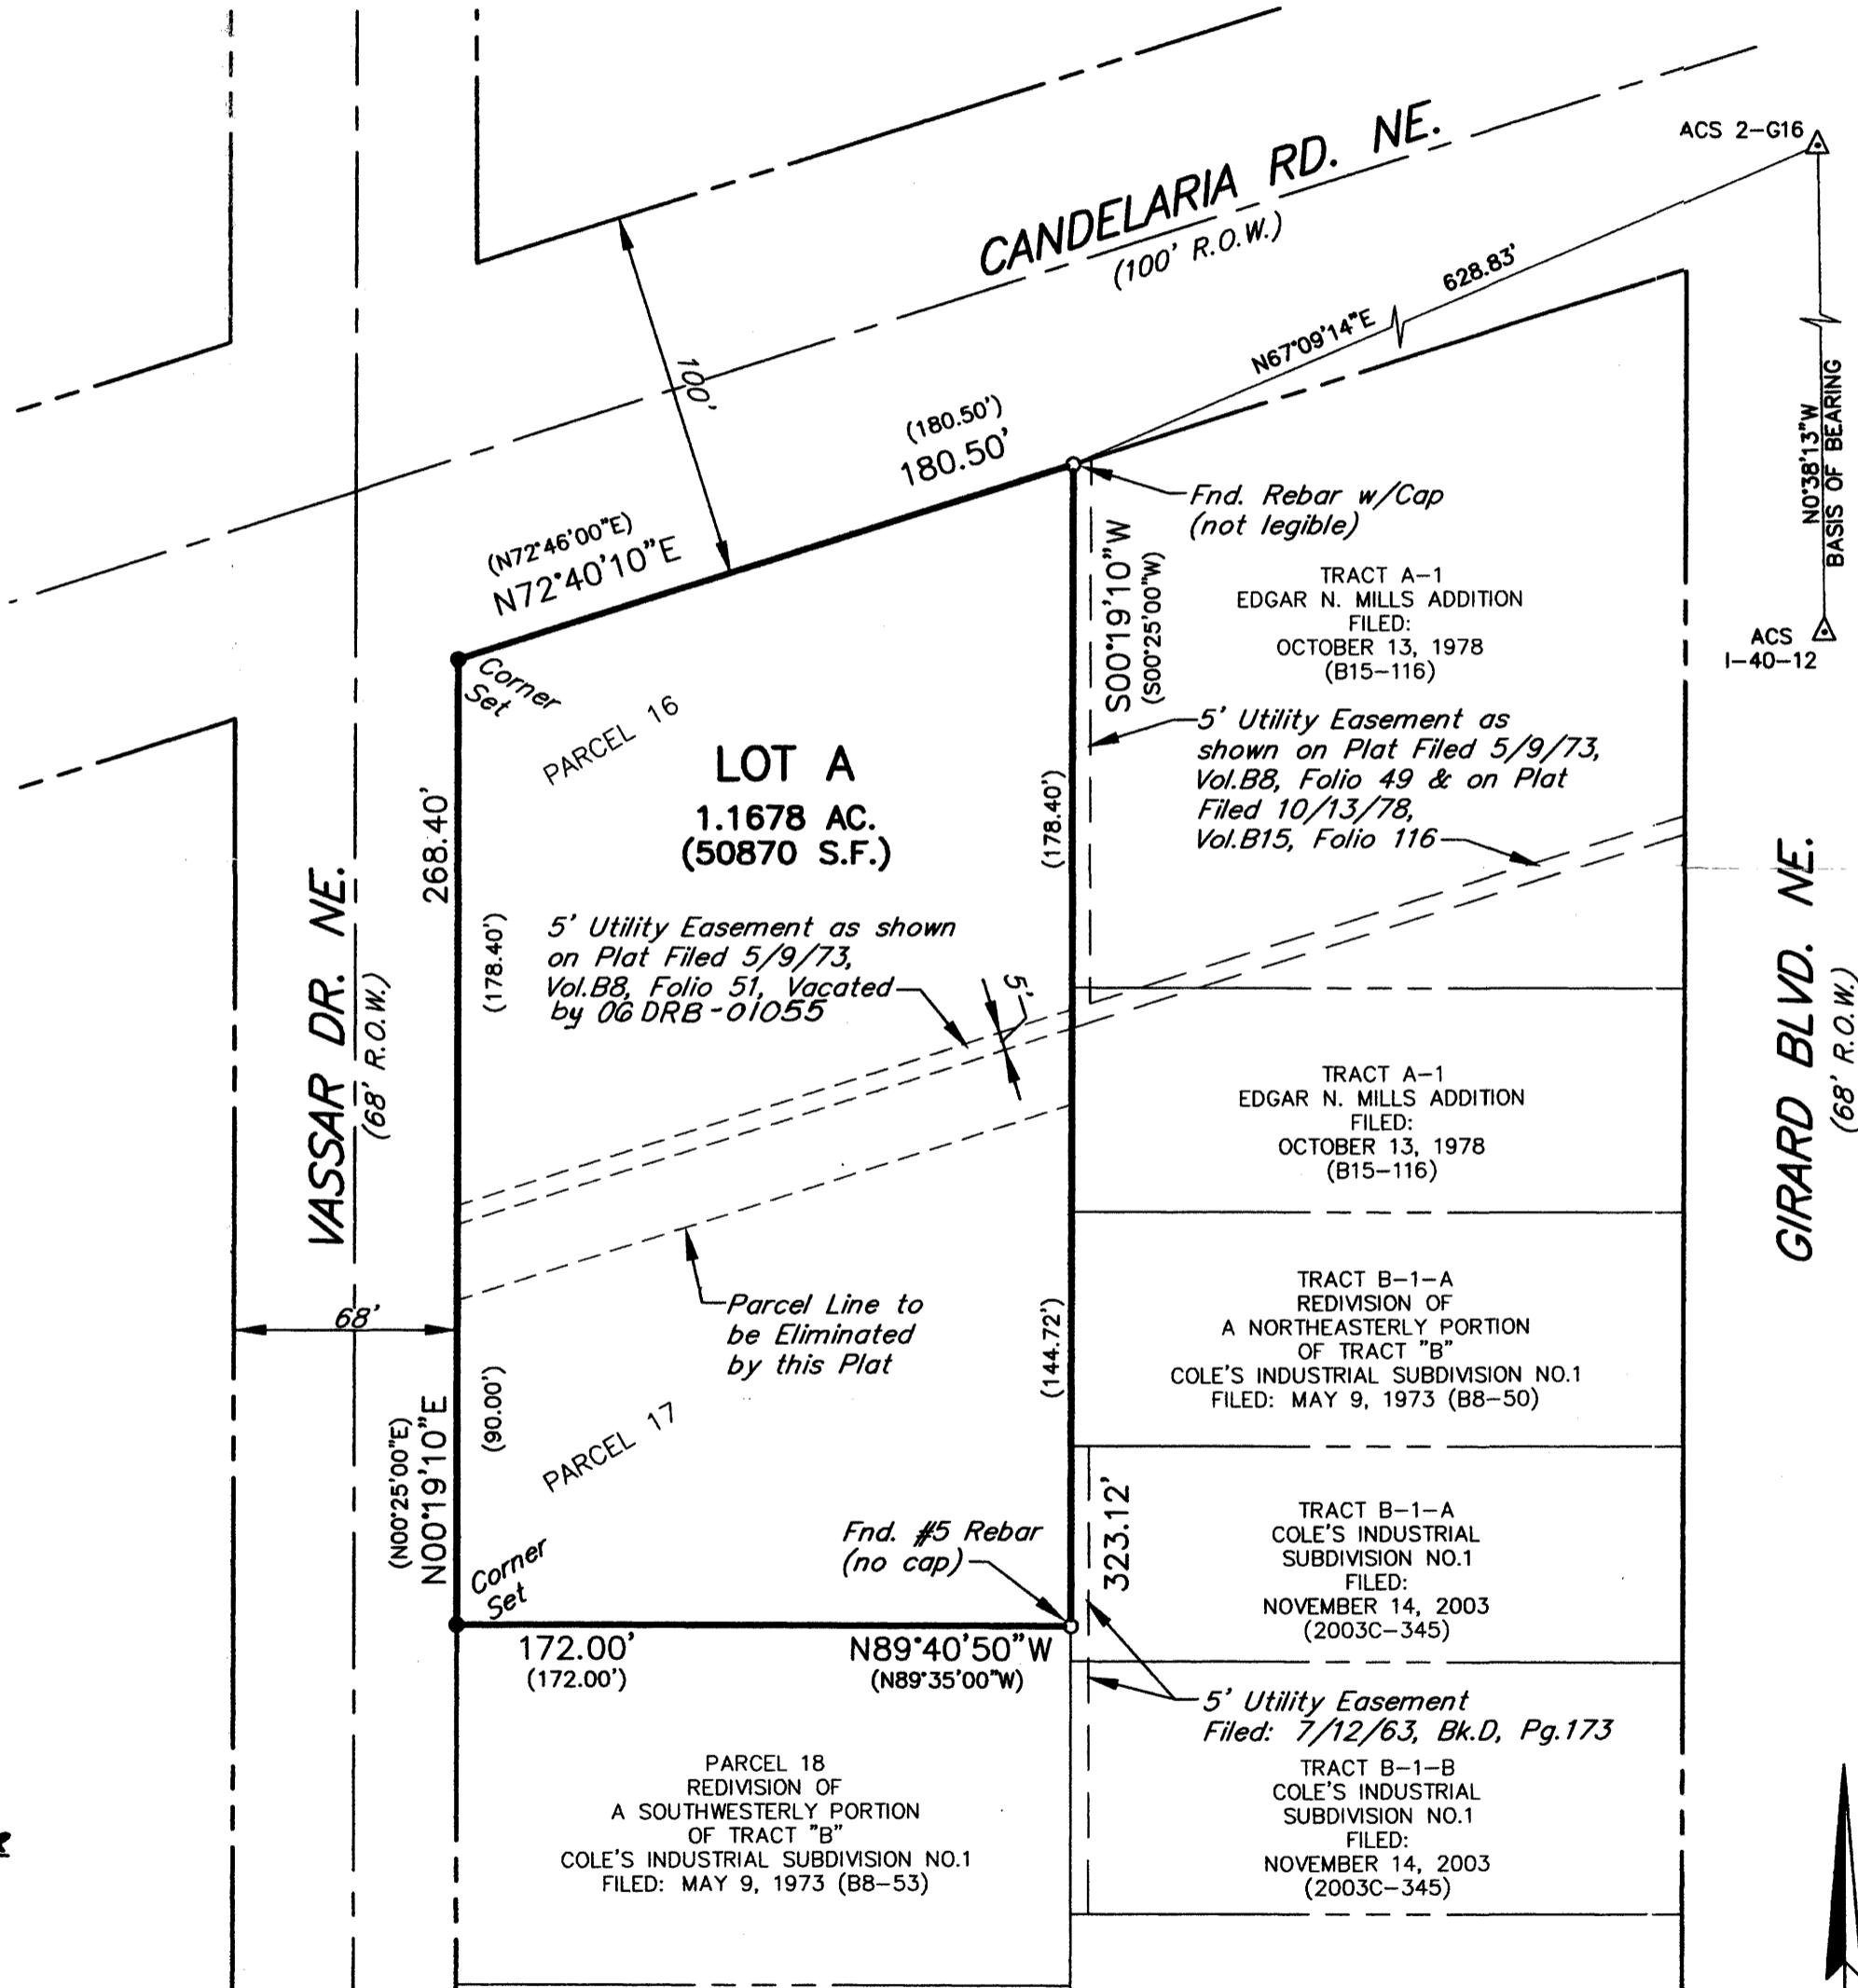 CANDELARIA RD. NE.
(100' R.O.W.)
ACS 2-G16
628.83'
N67°09'14"E
N0°38'13"W
BASIS OF BEARING
ACS
I-40-12
100'
(180.50')
180.50'
(N72°46'00"E)
N72°40'10"E
Fnd. Rebar w/Cap
(not legible)
S00°19'10"W
(S00°25'00"W)
TRACT A-1
EDGAR N. MILLS ADDITION
FILED:
OCTOBER 13, 1978
(B15-116)
Corner
Set
PARCEL 16
LOT A
1.1678 AC.
(50870 S.F.)
5' Utility Easement as
shown on Plat Filed 5/9/73,
Vol.B8, Folio 49 & on Plat
Filed 10/13/78,
Vol.B15, Folio 116
268.40'
(178.40')
(178.40')
5' Utility Easement as shown
on Plat Filed 5/9/73,
Vol.B8, Folio 51, Vacated
by 06 DRB-01055
5'
VASSAR DR. NE.
(68' R.O.W.)
GIRARD BLVD. NE.
(68' R.O.W.)
TRACT A-1
EDGAR N. MILLS ADDITION
FILED:
OCTOBER 13, 1978
(B15-116)
68'
Parcel Line to
be Eliminated
by this Plat
(144.72')
TRACT B-1-A
REDIVISION OF
A NORTHEASTERLY PORTION
OF TRACT "B"
COLE'S INDUSTRIAL SUBDIVISION NO.1
FILED: MAY 9, 1973 (B8-50)
(N00°25'00"E)
N00°19'10"E
(90.00')
PARCEL 17
Fnd. #5 Rebar
(no cap)
323.12'
TRACT B-1-A
COLE'S INDUSTRIAL
SUBDIVISION NO.1
FILED:
NOVEMBER 14, 2003
(2003C-345)
Corner
Set
172.00'
(172.00')
N89°40'50"W
(N89°35'00"W)
5' Utility Easement
Filed: 7/12/63, Bk.D, Pg.173
PARCEL 18
REDIVISION OF
A SOUTHWESTERLY PORTION
OF TRACT "B"
COLE'S INDUSTRIAL SUBDIVISION NO.1
FILED: MAY 9, 1973 (B8-53)
TRACT B-1-B
COLE'S INDUSTRIAL
SUBDIVISION NO.1
FILED:
NOVEMBER 14, 2003
(2003C-345)